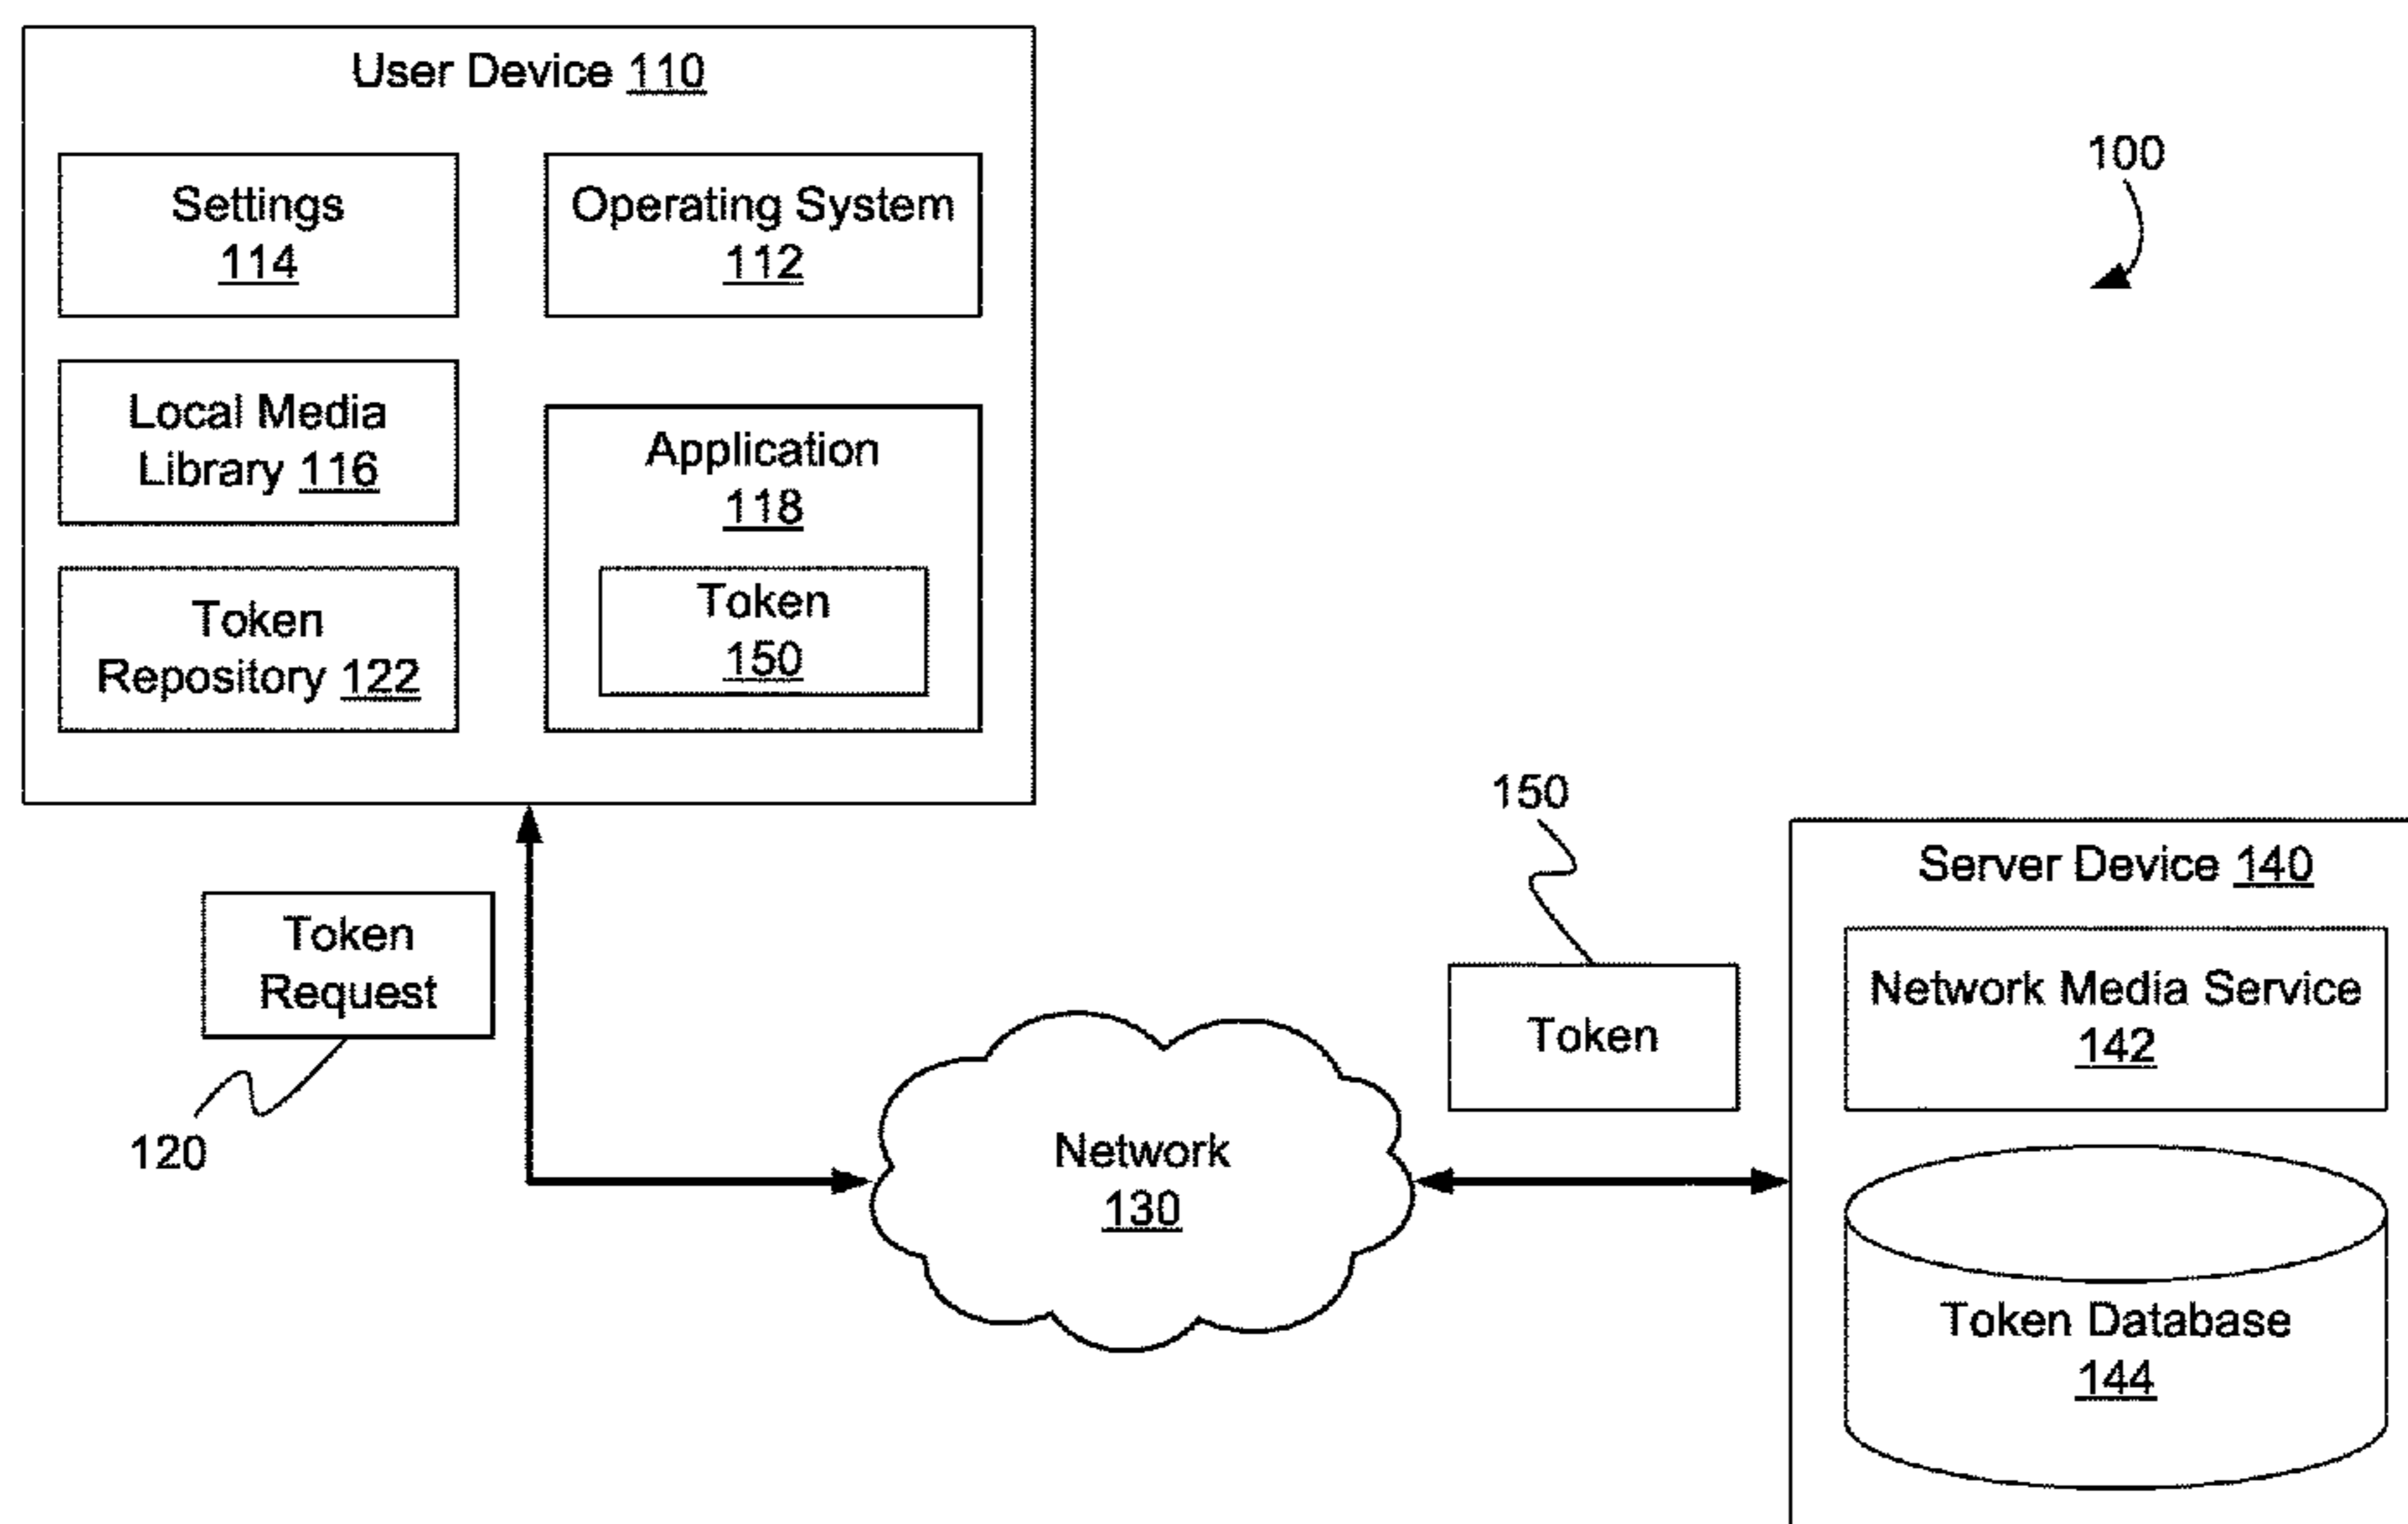 User Device 110
Settings
114
Operating System
112
100
Local Media
Library 116
Application
118
Token
150
Token
Repository 122
150
Server Device 140
Token
Request
120
Network Media Service
142
Token
Network
130
Token Database
144